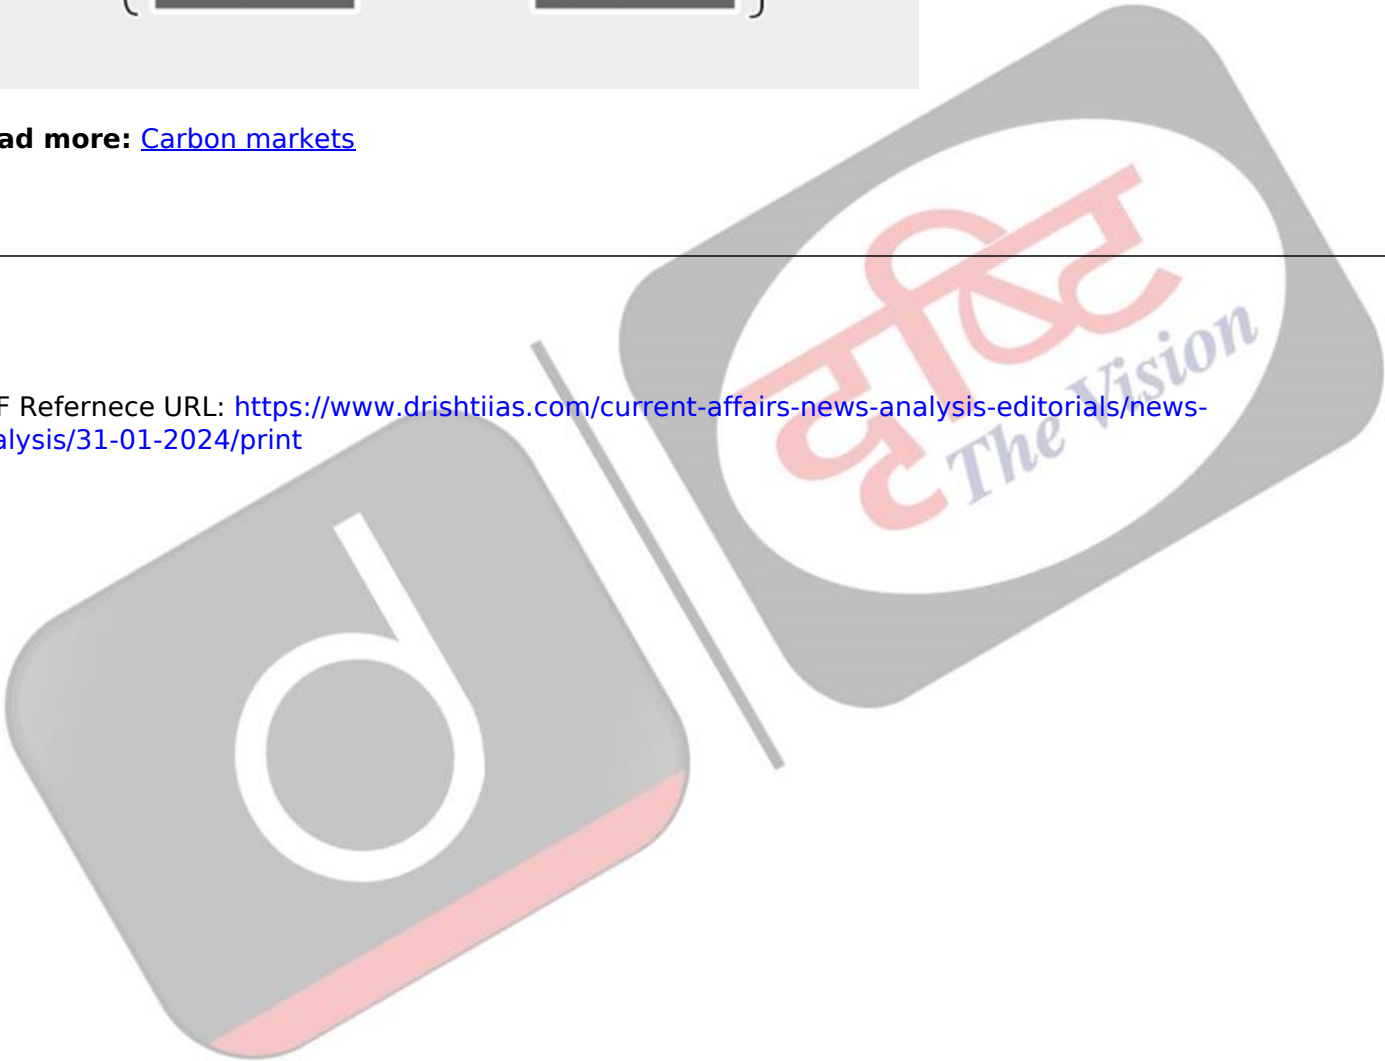 ad more: Carbon markets
दृष्टि
The Vision
F Refernece URL: https://www.drishtiias.com/current-affairs-news-analysis-editorials/news-
alysis/31-01-2024/print
d